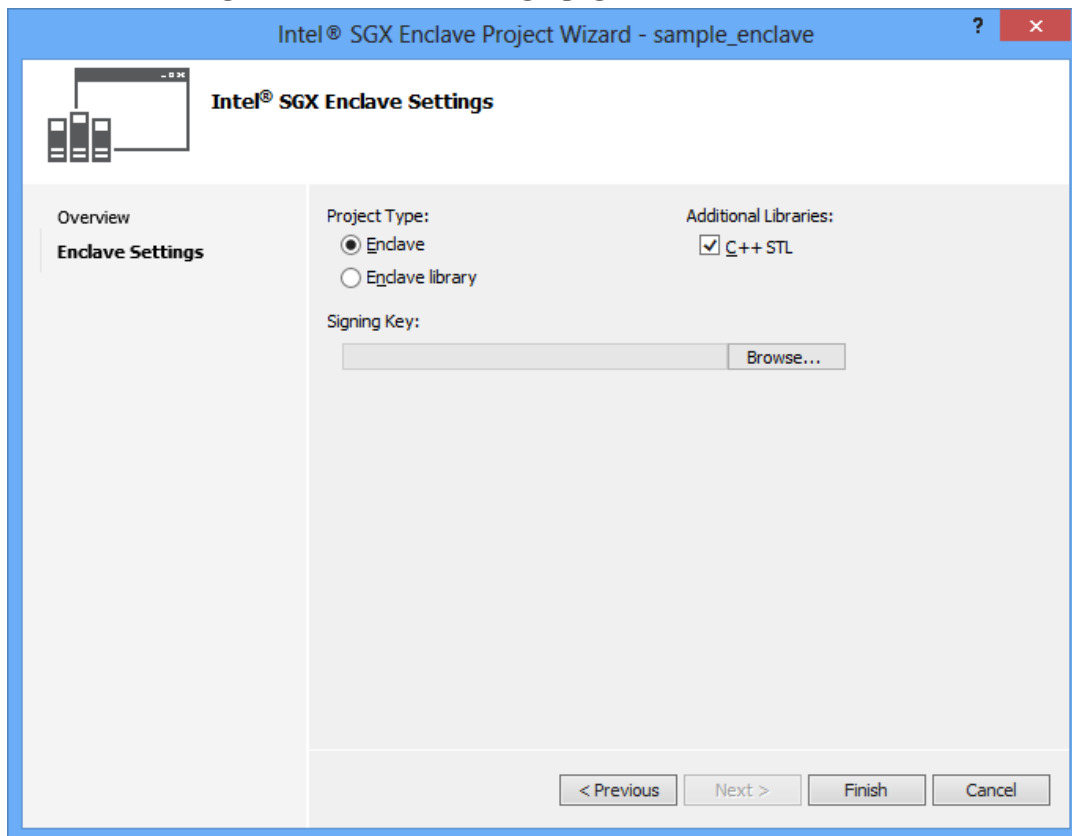 Intel® SGX Enclave Project Wizard - sample_enclave
?
Intel® SGX Enclave Settings
Overview
Enclave Settings
Project Type:
Enclave
Enclave library
Additional Libraries:
C++ STL
Signing Key:
Browse...
< Previous
Next >
Finish
Cancel